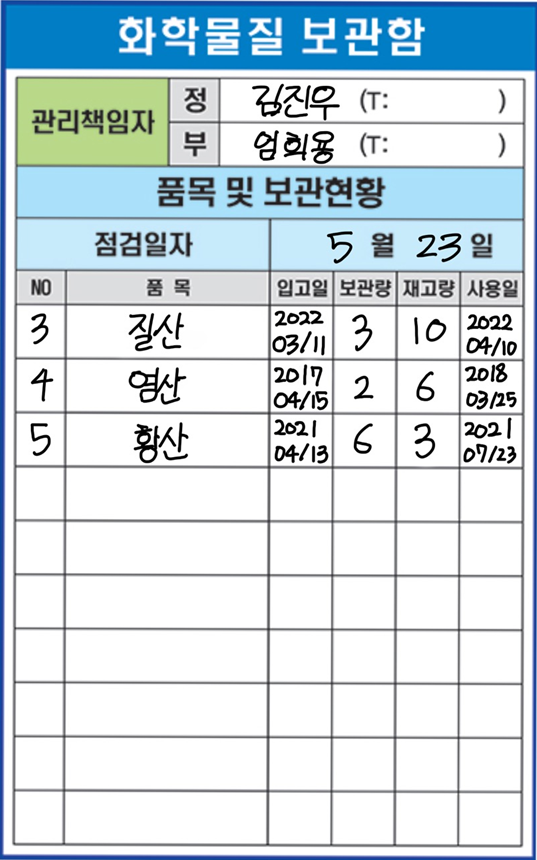 화학물질 보관함
관리책임자
정 김진우 (T: )
부 엄희용 (T: )
품목 및 보관현황
점검일자 5월 23일
NO 품 목 입고일 보관량 재고량 사용일
3 질산 2022 03/11 3 10 2022 04/10
4 염산 2017 04/15 2 6 2018 03/25
5 황산 2021 04/13 6 3 2021 07/23